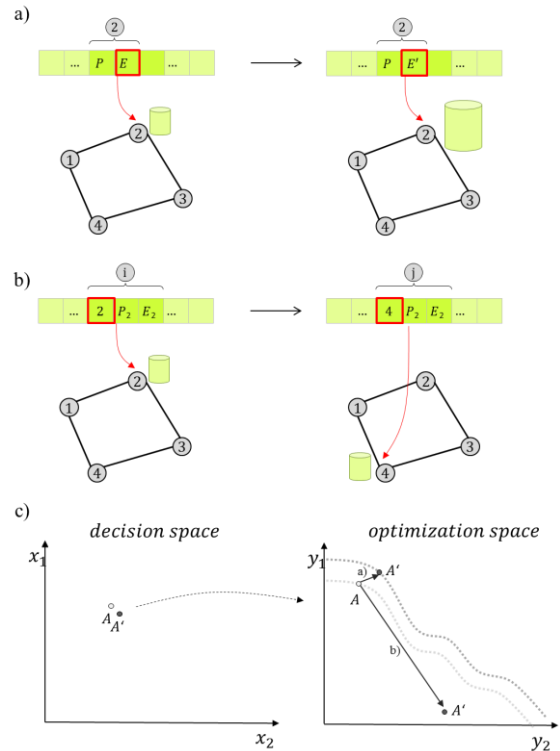 a)
2 2
... P E ... ... P E' ...
2 2
1 1
3 3
4 4
b)
i j
... 2 P₂ E₂ ... ... 4 P₂ E₂ ...
2 2
1 1
3 3
4 4
c)
decision space optimization space
x₁ y₁
a) A'
A A
A'
b)
A'
x₂ y₂